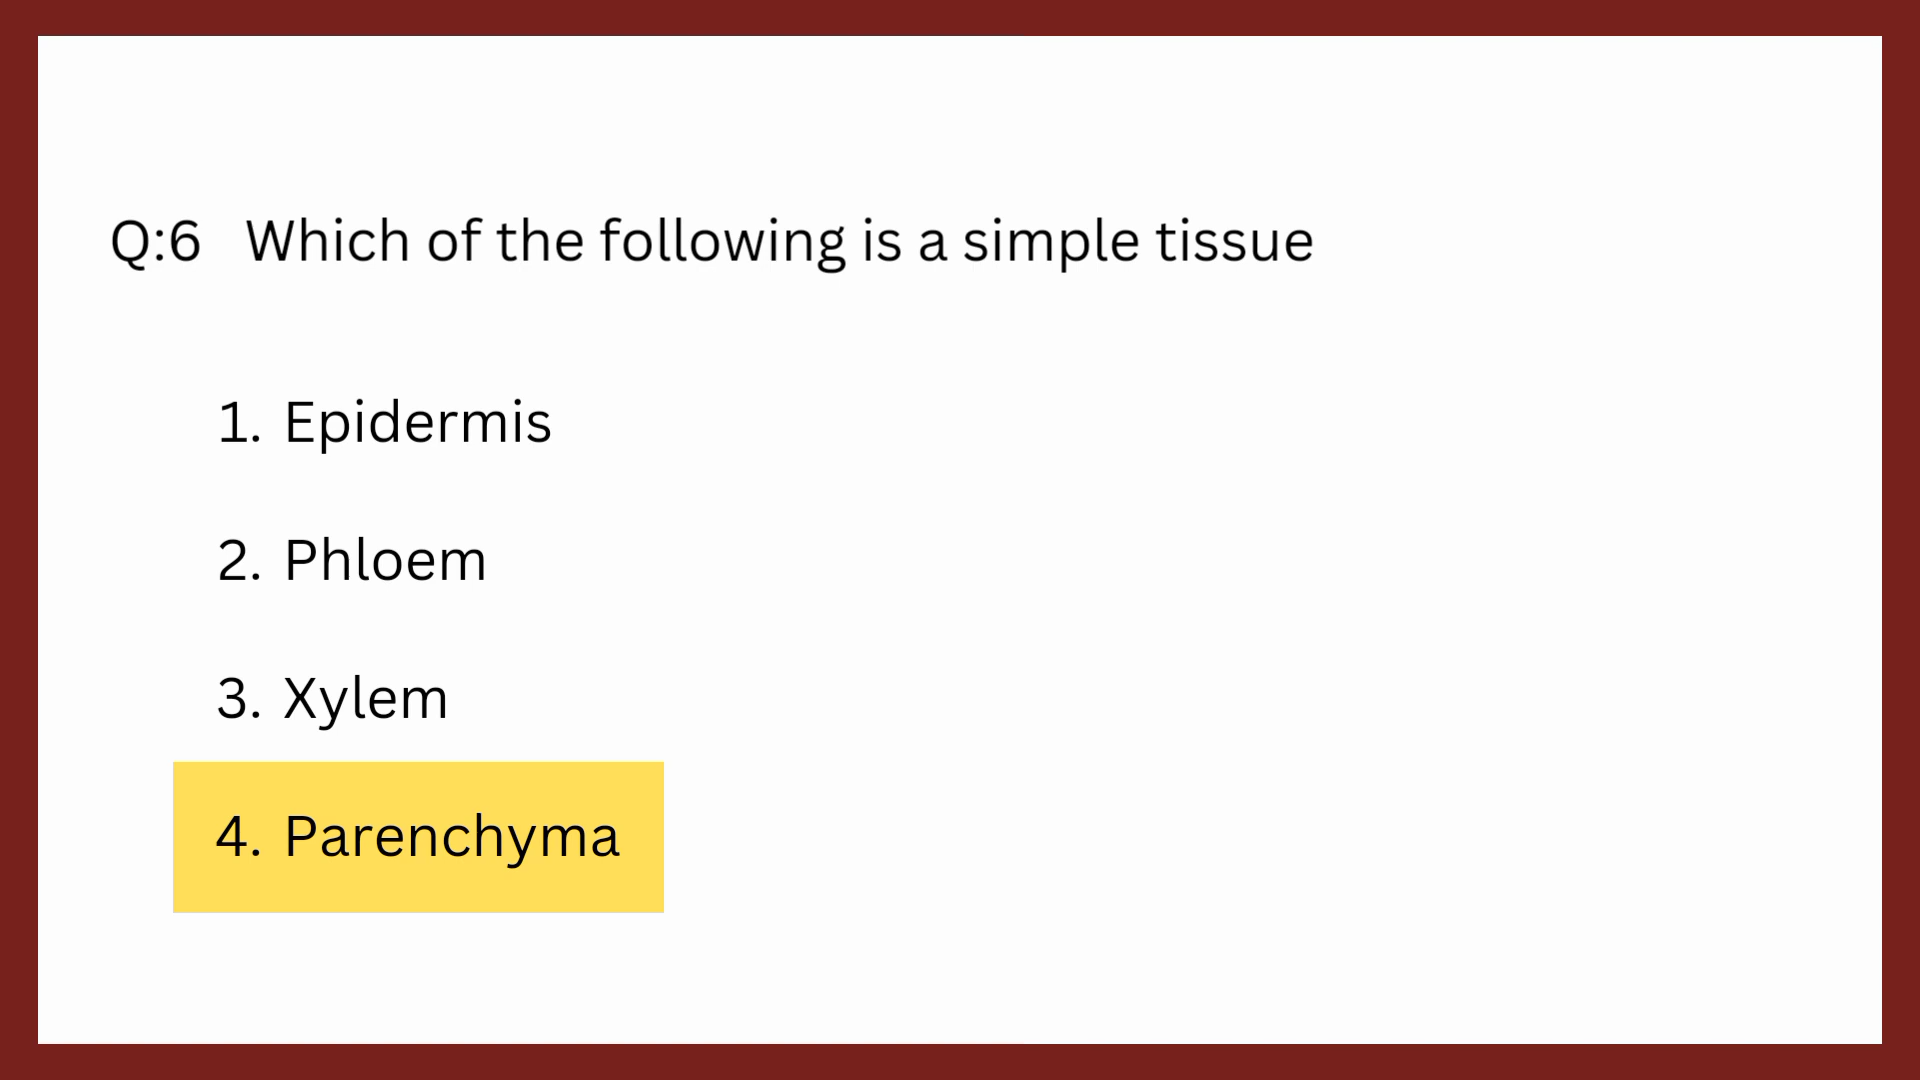 Q:6 Which of the following is a simple tissue
1. Epidermis
2. Phloem
3. Xylem
4. Parenchyma